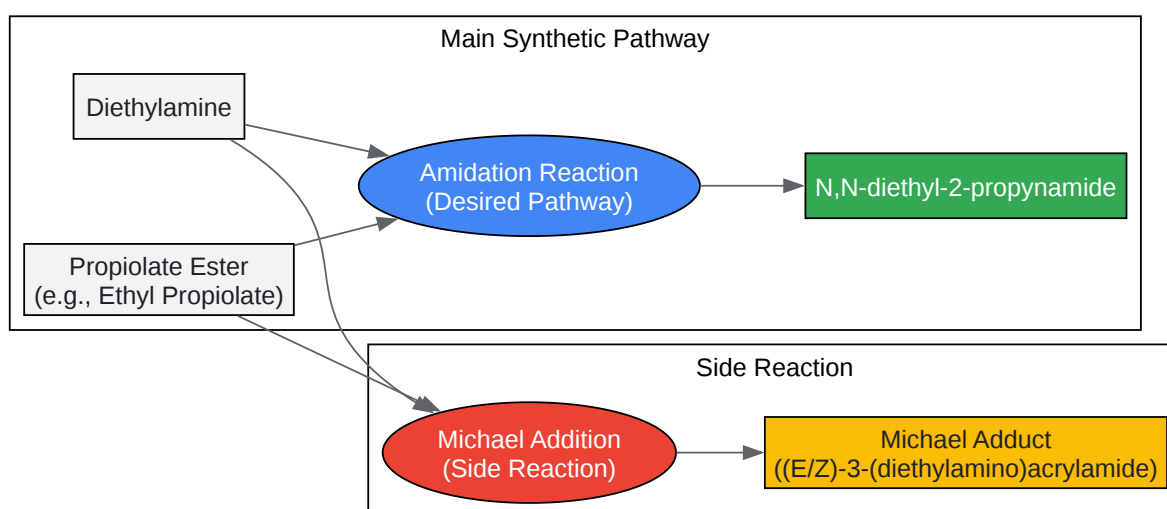 Main Synthetic Pathway
Diethylamine
Amidation Reaction
(Desired Pathway)
N,N-diethyl-2-propynamide
Propiolate Ester
(e.g., Ethyl Propiolate)
Side Reaction
Michael Addition
(Side Reaction)
Michael Adduct
((E/Z)-3-(diethylamino)acrylamide)